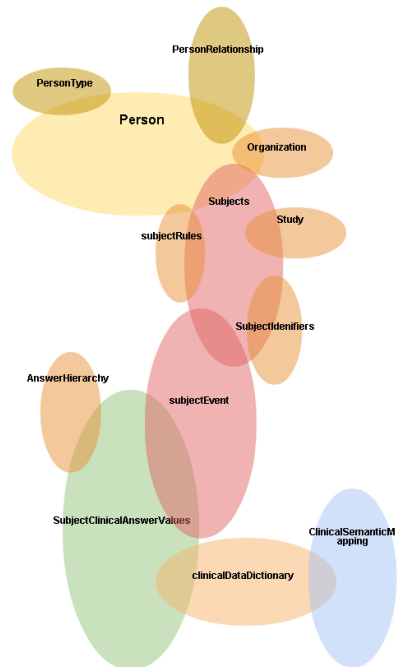 PersonRelationship
PersonType
Person
Organization
Subjects
Study
subjectRules
SubjectIdenifiers
AnswerHierarchy
subjectEvent
SubjectClinicalAnswerValues
ClinicalSemanticM
apping
clinicalDataDictionary